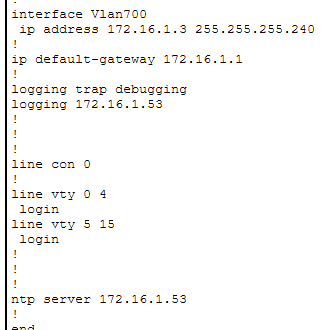 interface Vlan700
 ip address 172.16.1.3 255.255.255.240
!
ip default-gateway 172.16.1.1
!
logging trap debugging
logging 172.16.1.53
!
!
!
line con 0
!
line vty 0 4
 login
line vty 5 15
 login
!
!
!
ntp server 172.16.1.53
!
end